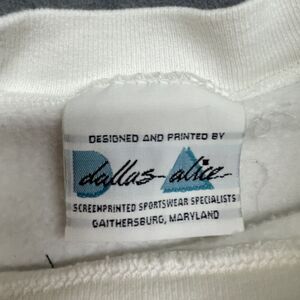 DESIGNED AND PRINTED BY
dallas alice
SCREENPRINTED SPORTSWEAR SPECIALISTS
GAITHERSBURG, MARYLAND